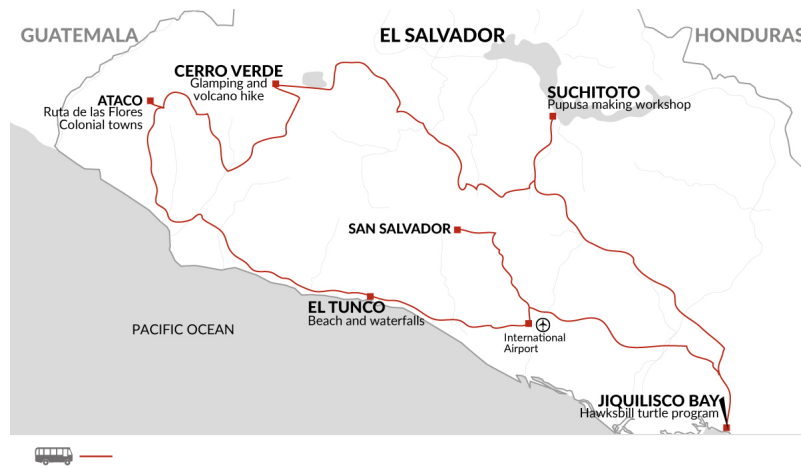 GUATEMALA
EL SALVADOR
HONDURAS
CERRO VERDE
Glamping and
volcano hike
ATACO
Ruta de las Flores
Colonial towns
SUCHITOTO
Pupusa making workshop
SAN SALVADOR
EL TUNCO
Beach and waterfalls
PACIFIC OCEAN
International
Airport
JIQUILISCO BAY
Hawksbill turtle program